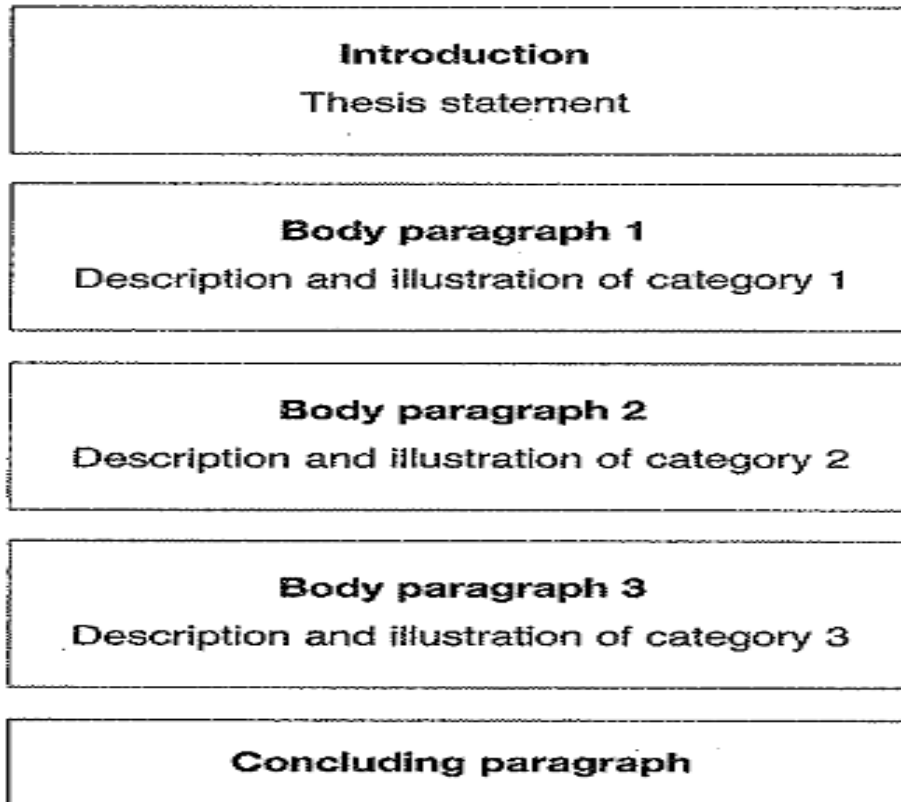 Introduction
Thesis statement
Body paragraph 1
Description and illustration of category 1
Body paragraph 2
Description and illustration of category 2
Body paragraph 3
Description and illustration of category 3
Concluding paragraph